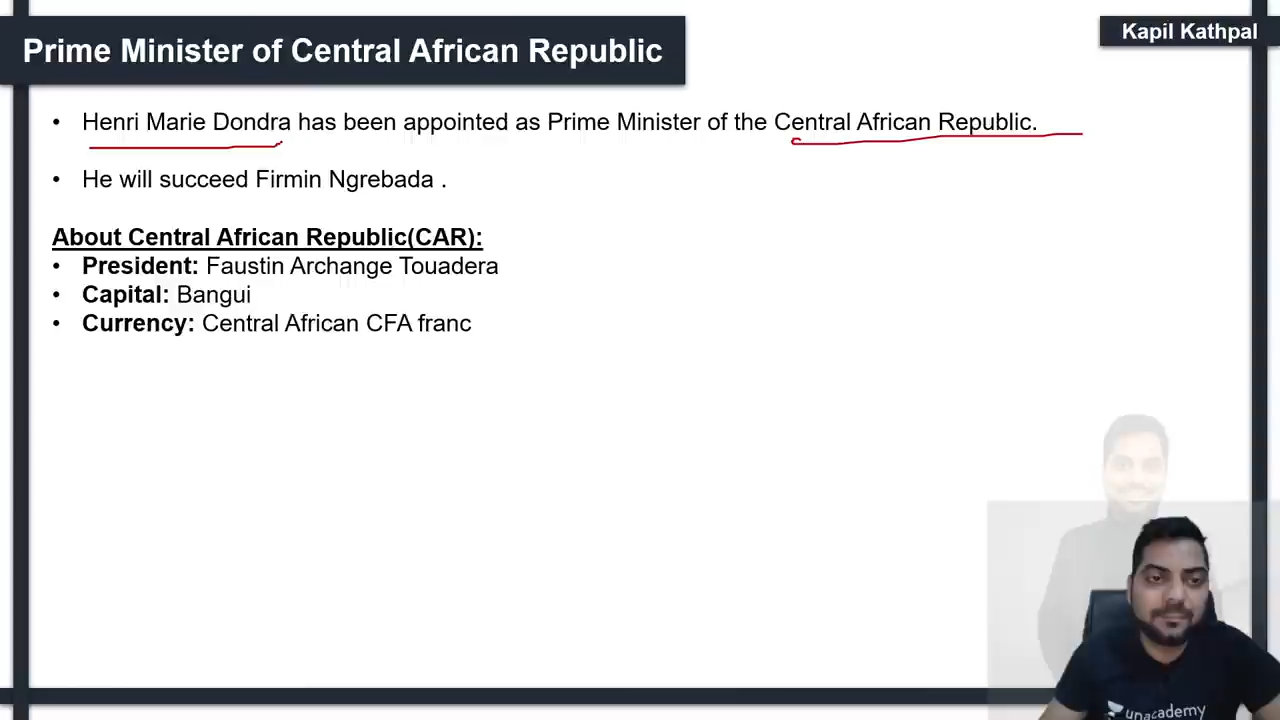 Prime Minister of Central African Republic
Kapil Kathpal
• Henri Marie Dondra has been appointed as Prime Minister of the Central African Republic.
• He will succeed Firmin Ngrebada .
About Central African Republic(CAR):
• President: Faustin Archange Touadera
• Capital: Bangui
• Currency: Central African CFA franc
unacademy